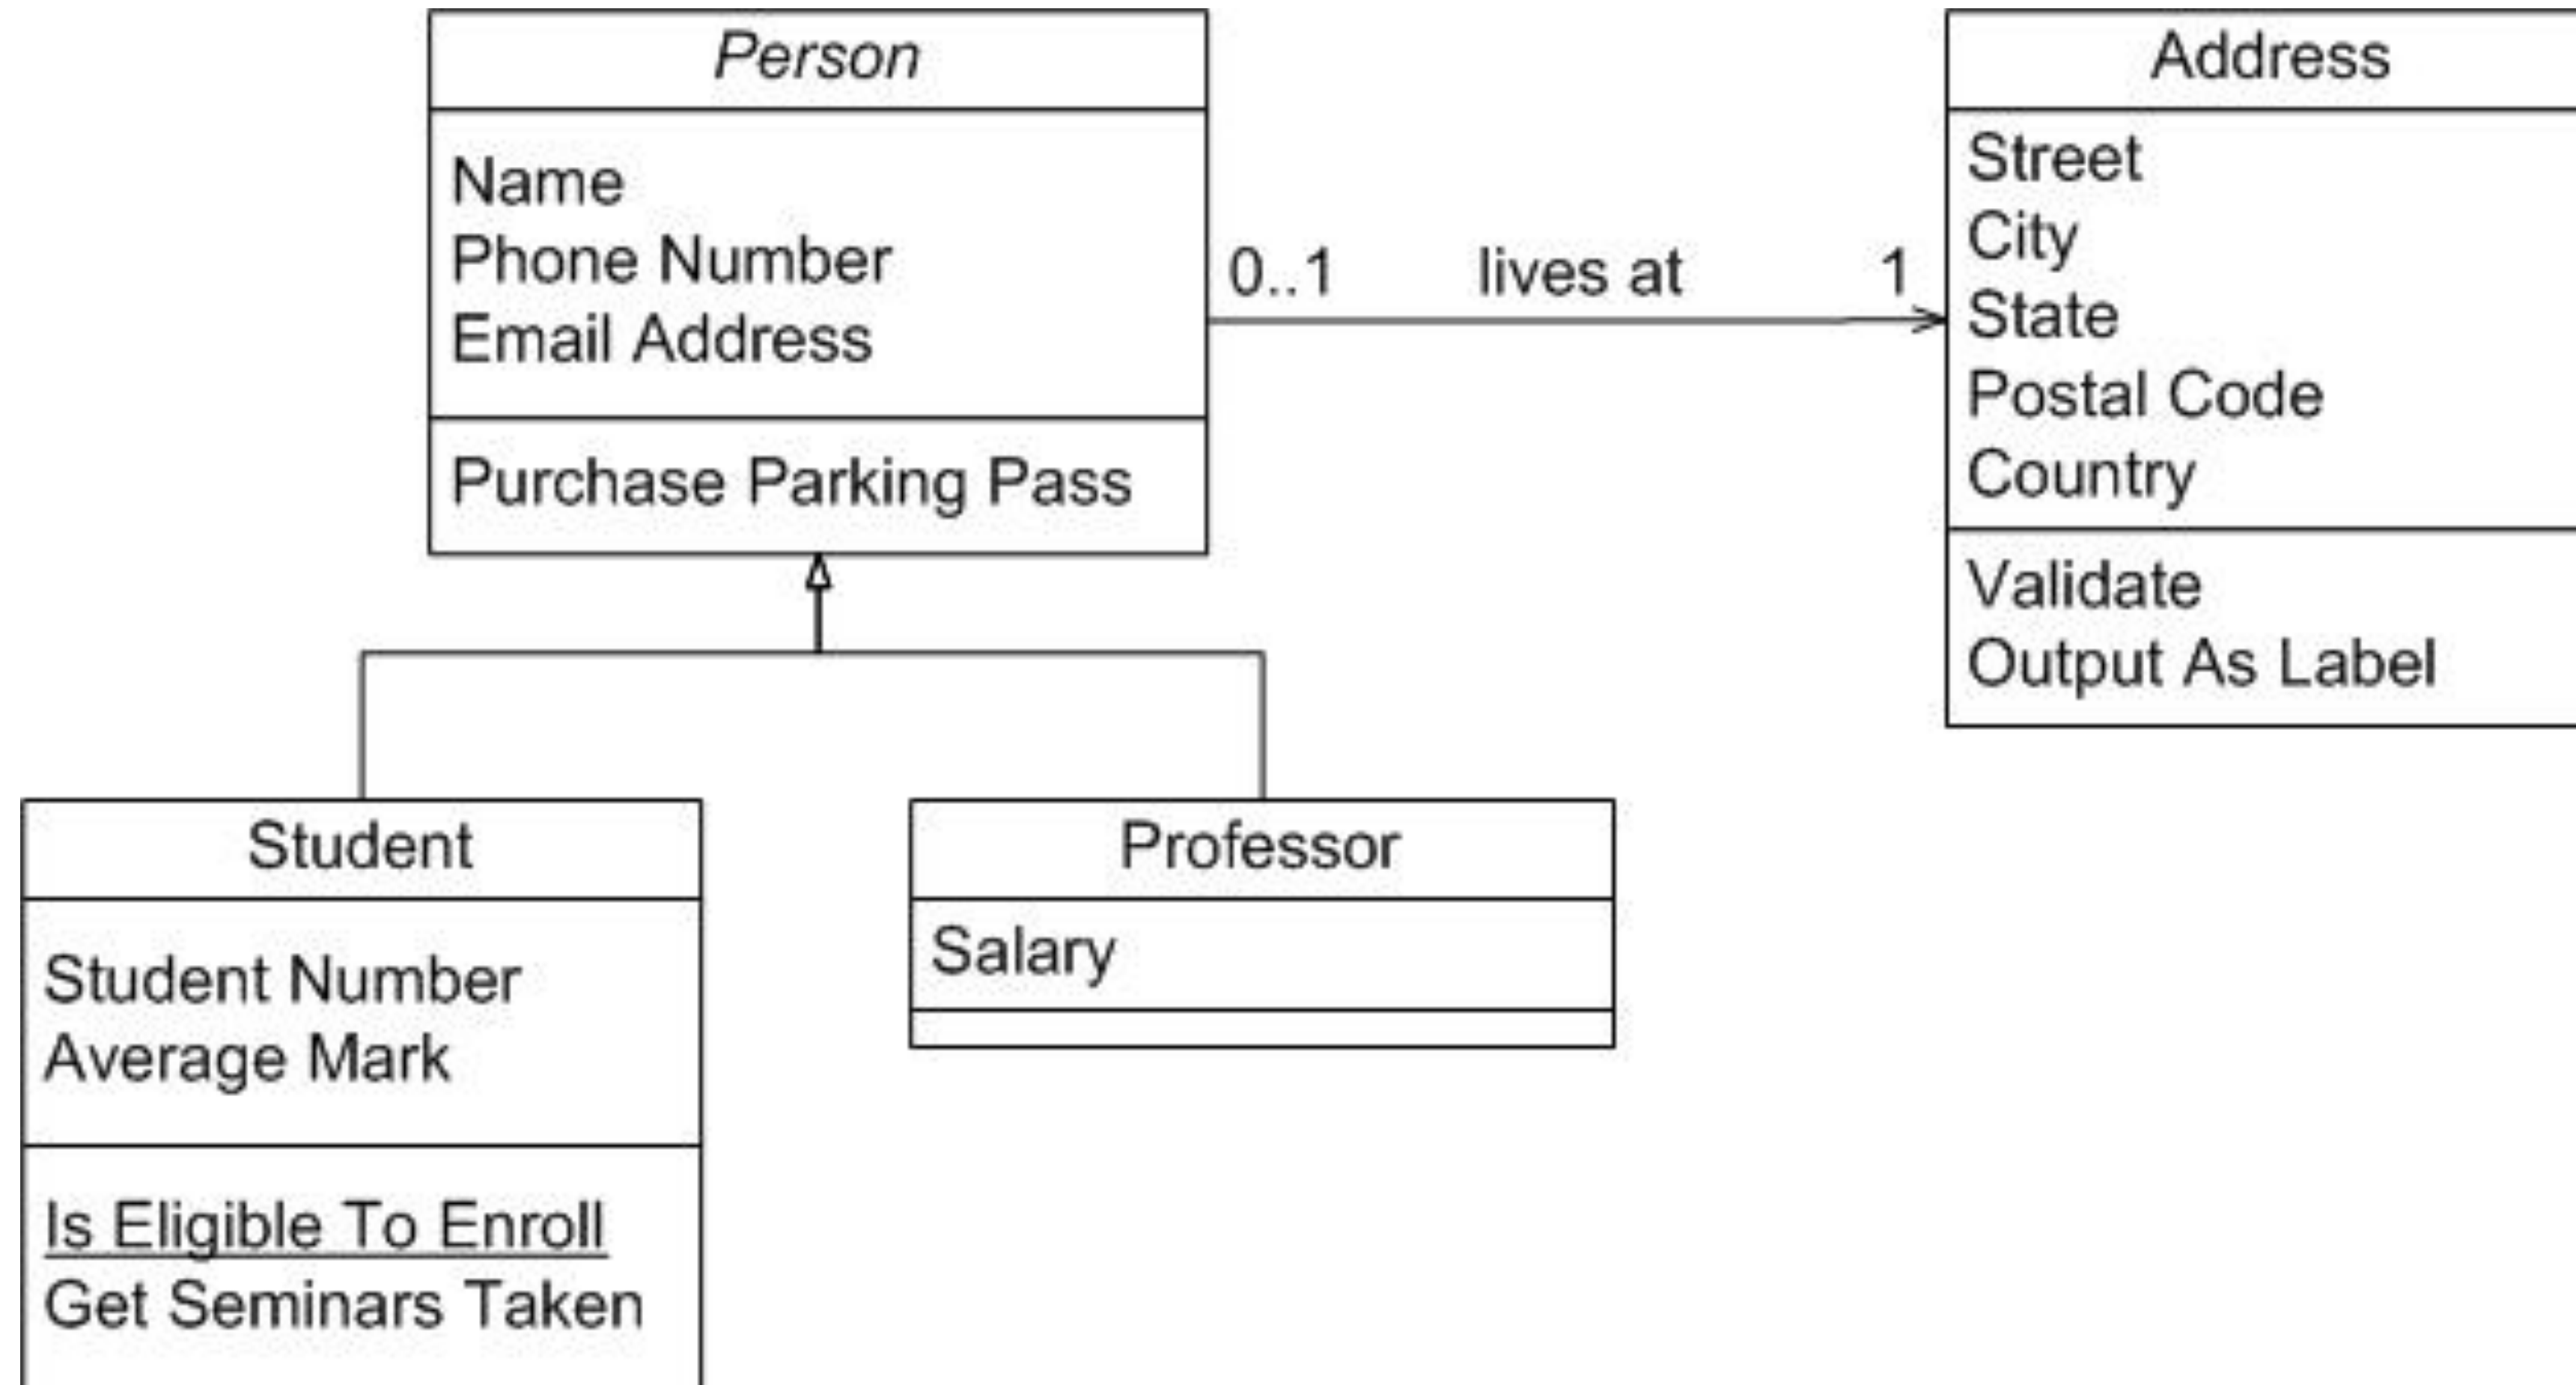 Person
Name
Phone Number
Email Address
Purchase Parking Pass
0..1
lives at
1
Address
Street
City
State
Postal Code
Country
Validate
Output As Label
Student
Student Number
Average Mark
Is Eligible To Enroll
Get Seminars Taken
Professor
Salary